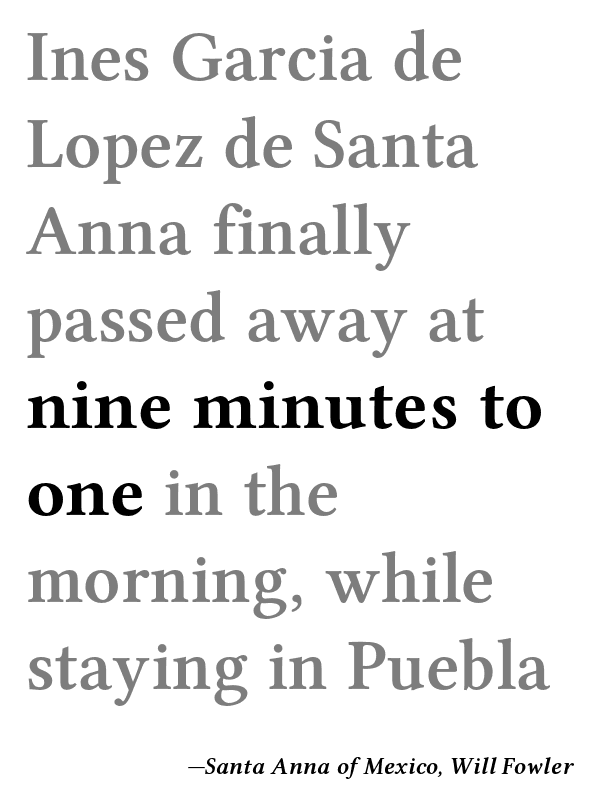 Ines Garcia de
Lopez de Santa
Anna finally
passed away at
nine minutes to
one in the
morning, while
staying in Puebla
—Santa Anna of Mexico, Will Fowler